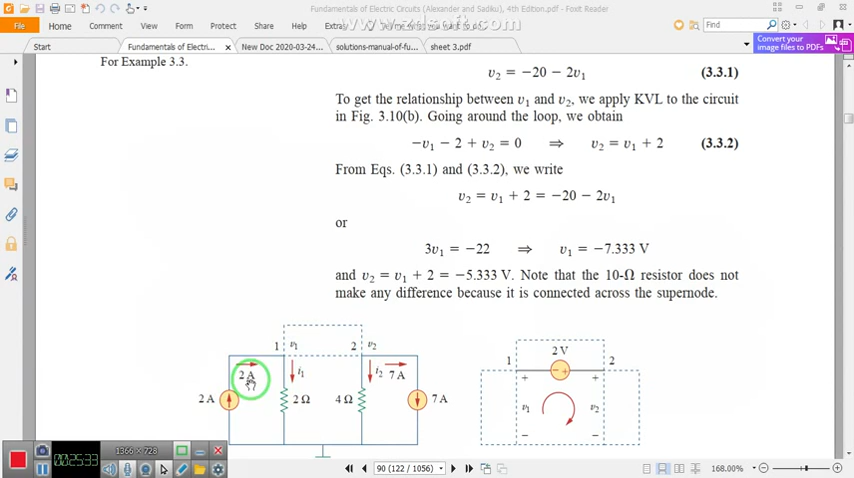 Fundamentals of Electric Circuits (Alexander and Sadiku), 4th Edition.pdf - Foxit Reader
File Home Comment View Form Protect Share Help Extras
www.zdsoft.com
Find
Start Fundamentals of Electri... × New Doc 2020-03-24... solutions-manual-of-fu... sheet 3.pdf
Convert your
image files to PDFs
For Example 3.3.
v₂ = −20 − 2v₁ (3.3.1)
To get the relationship between v₁ and v₂, we apply KVL to the circuit
in Fig. 3.10(b). Going around the loop, we obtain
−v₁ − 2 + v₂ = 0 ⇒ v₂ = v₁ + 2 (3.3.2)
From Eqs. (3.3.1) and (3.3.2), we write
v₂ = v₁ + 2 = −20 − 2v₁
or
3v₁ = −22 ⇒ v₁ = −7.333 V
and v₂ = v₁ + 2 = −5.333 V. Note that the 10-Ω resistor does not
make any difference because it is connected across the supernode.
1 v₁ 2 v₂
2 A i₁ i₂ 7 A
2 A 2 Ω 4 Ω 7 A
2 V
1 2
− +
+ +
v₁ v₂
− −
1366 × 728
00:25:33
90 (122 / 1056)
168.00%